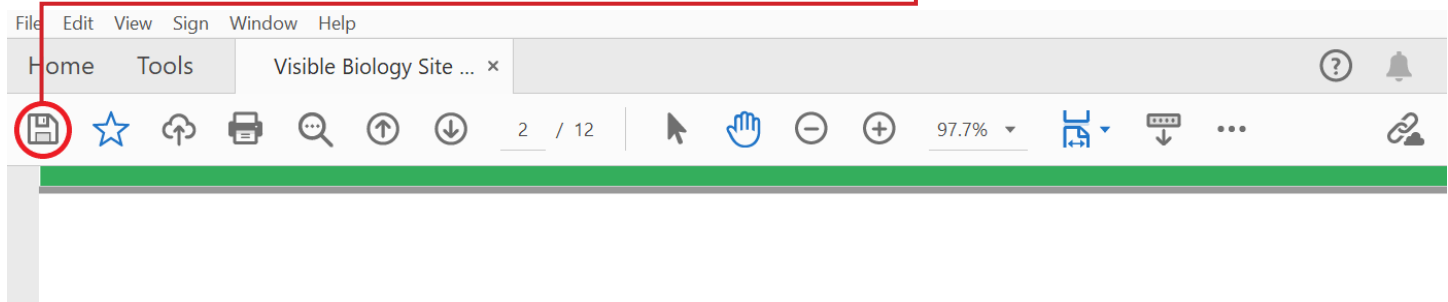 File Edit View Sign Window Help
Home Tools Visible Biology Site ... ×
2 / 12 97.7%